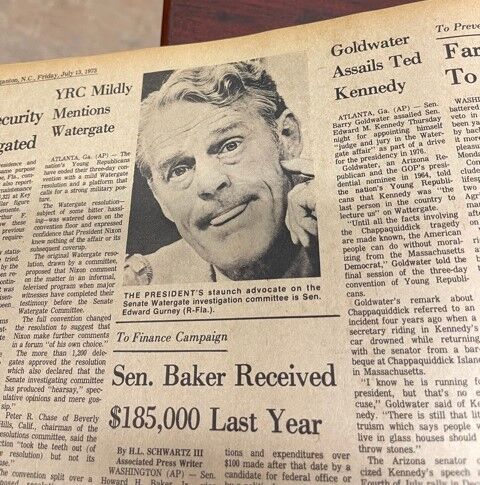 ganton, N.C., Friday, July 13, 1973
ecurity
gated
YRC Mildly
Mentions
Watergate
ATLANTA, Ga. (AP) — The
nation's Young Republicans
have ended their three-day con-
vention with a mild Watergate
resolution and a platform that
calls for a strong military pos-
ture.
The Watergate resolution—
subject of some bitter hassl-
ing—was watered down on the
convention floor and expressed
confidence that President Nixon
knew nothing of the affair or its
subsequent coverup.
The original Watergate reso-
lution, drawn by a committee,
proposed that Nixon comment
on the matter in an informal,
televised program when major
witnesses have completed their
testimony before the Senate
Watergate Committee.
The full convention changed
the resolution to suggest that
Nixon make further comments
in a forum "of his own choice."
The more than 1,200 dele-
gates approved the resolution
which also declared that the
Senate investigating committee
has produced "hearsay," spec-
ulative opinions and mere gos-
sip."
Peter R. Chase of Beverly
Hills, Calif., chairman of the
resolutions committee, said the
"took the teeth out (of
resolution) but not its
The convention split over a
THE PRESIDENT'S staunch advocate on the
Senate Watergate investigation committee is Sen.
Edward Gurney (R-Fla.).
To Finance Campaign
Sen. Baker Received
$185,000 Last Year
By H.L. SCHWARTZ III
Associated Press Writer
WASHINGTON (AP) — Sen.
Howard H. Baker
tions and expenditures over
$100 made after that date by a
candidate for federal office or
Goldwater
Assails Ted
Kennedy
ATLANTA, Ga. (AP) — Sen.
Barry Goldwater assailed Sen.
Edward M. Kennedy Thursday
night for appointing himself
"judge and jury in the Water-
gate affair" as part of a drive
for the presidency in 1976.
Goldwater, an Arizona Re-
publican and the GOP's presi-
dential nominee in 1964, told
the nation's Young Republi-
cans that Kennedy was "the
last person in the country to
lecture us" on Wattergate.
"Until all the facts involving
the Chappaquiddick tragedy
are made known, the American
people can do without moral-
izing from the Massachusetts
Democrat," Goldwater told the
final session of the three-day
convention of Young Republi-
cans.
Goldwater's remark about
Chappaquiddick referred to an
incident four years ago when a
secretary riding in Kennedy's
car drowned while returning
with the senator from a bar-
beque at Chappaquiddick Island
in Massachusetts.
"I know he is running for
president, but that's no ex-
cuse," Goldwater said of Ken-
nedy. "There is still that lit
truism which says people w
live in glass houses should
throw stones."
The Arizona senator c
cized Kennedy's speech
Fourth of July rally in De
To Preve
Far
To